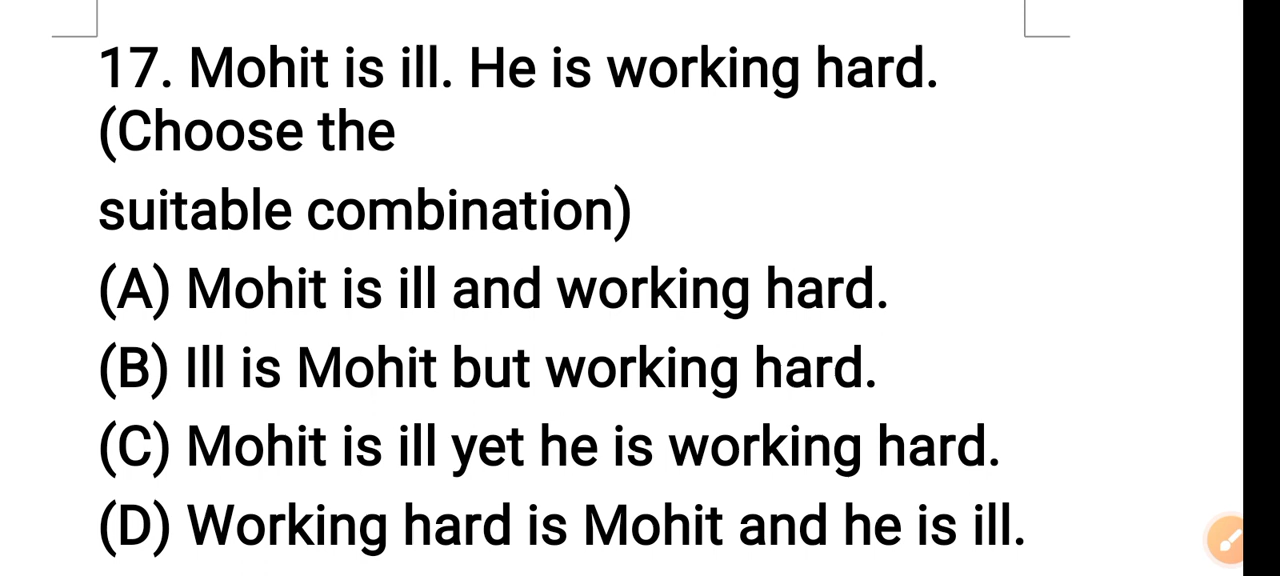 17. Mohit is ill. He is working hard.
(Choose the
suitable combination)
(A) Mohit is ill and working hard.
(B) Ill is Mohit but working hard.
(C) Mohit is ill yet he is working hard.
(D) Working hard is Mohit and he is ill.